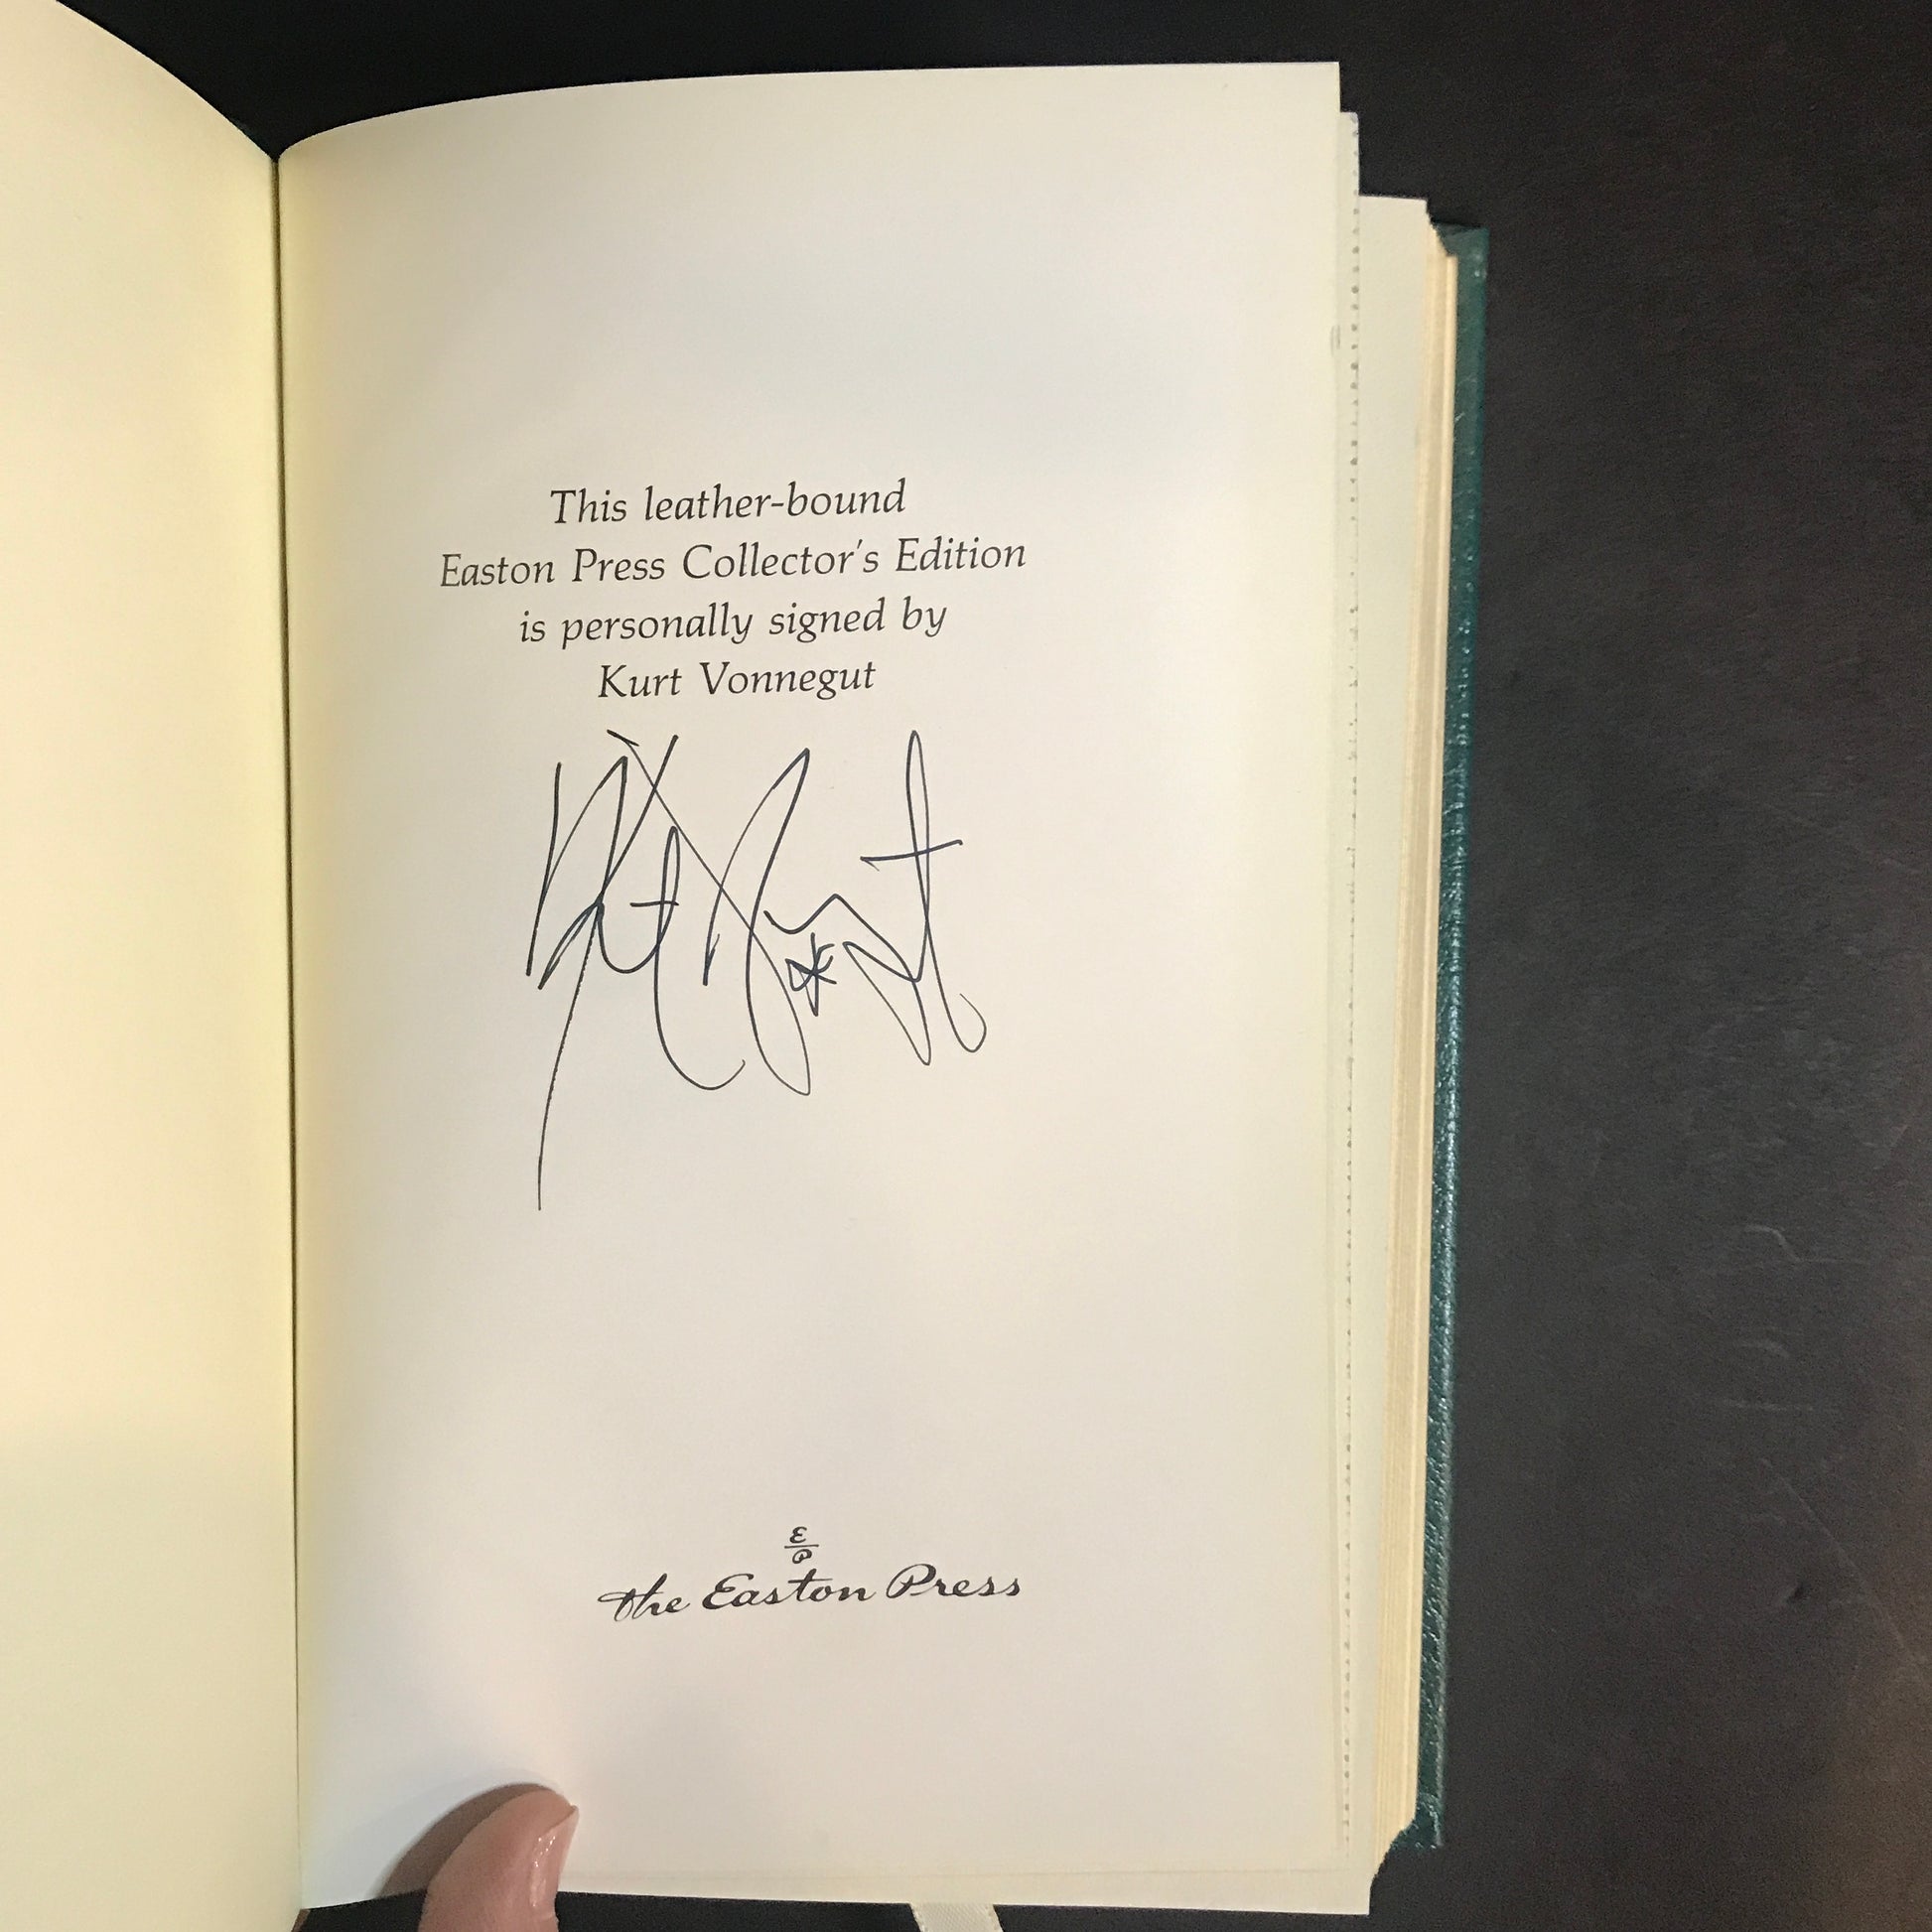 This leather-bound
Easton Press Collector's Edition
is personally signed by
Kurt Vonnegut
E
P
The Easton Press